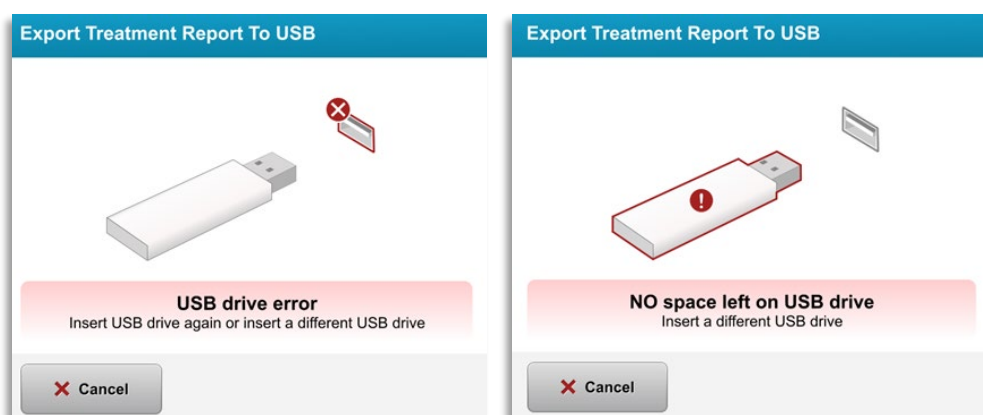 Export Treatment Report To USB
USB drive error
Insert USB drive again or insert a different USB drive
Cancel
Export Treatment Report To USB
NO space left on USB drive
Insert a different USB drive
Cancel